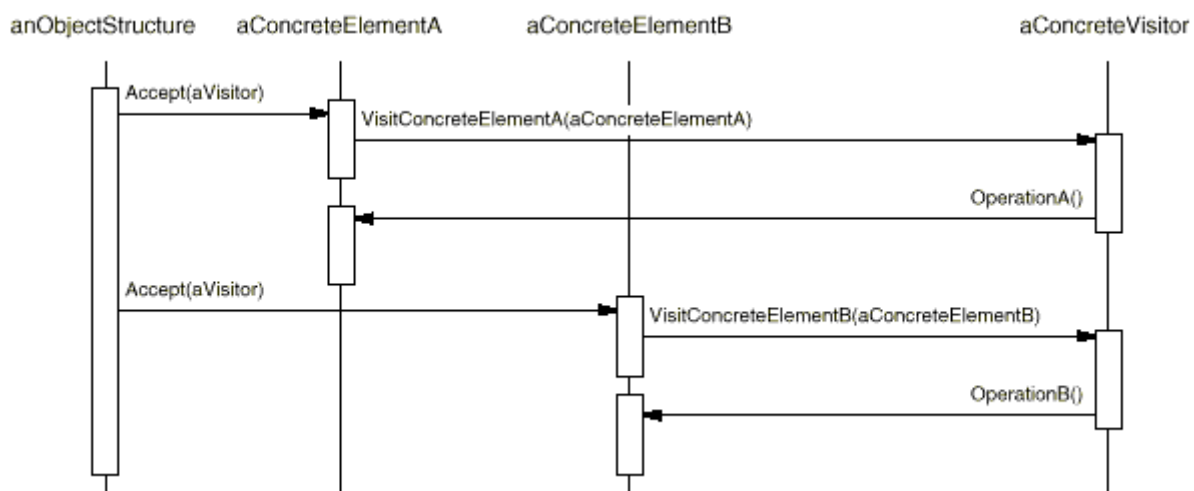 anObjectStructure aConcreteElementA aConcreteElementB aConcreteVisitor
Accept(aVisitor)
VisitConcreteElementA(aConcreteElementA)
OperationA()
Accept(aVisitor)
VisitConcreteElementB(aConcreteElementB)
OperationB()